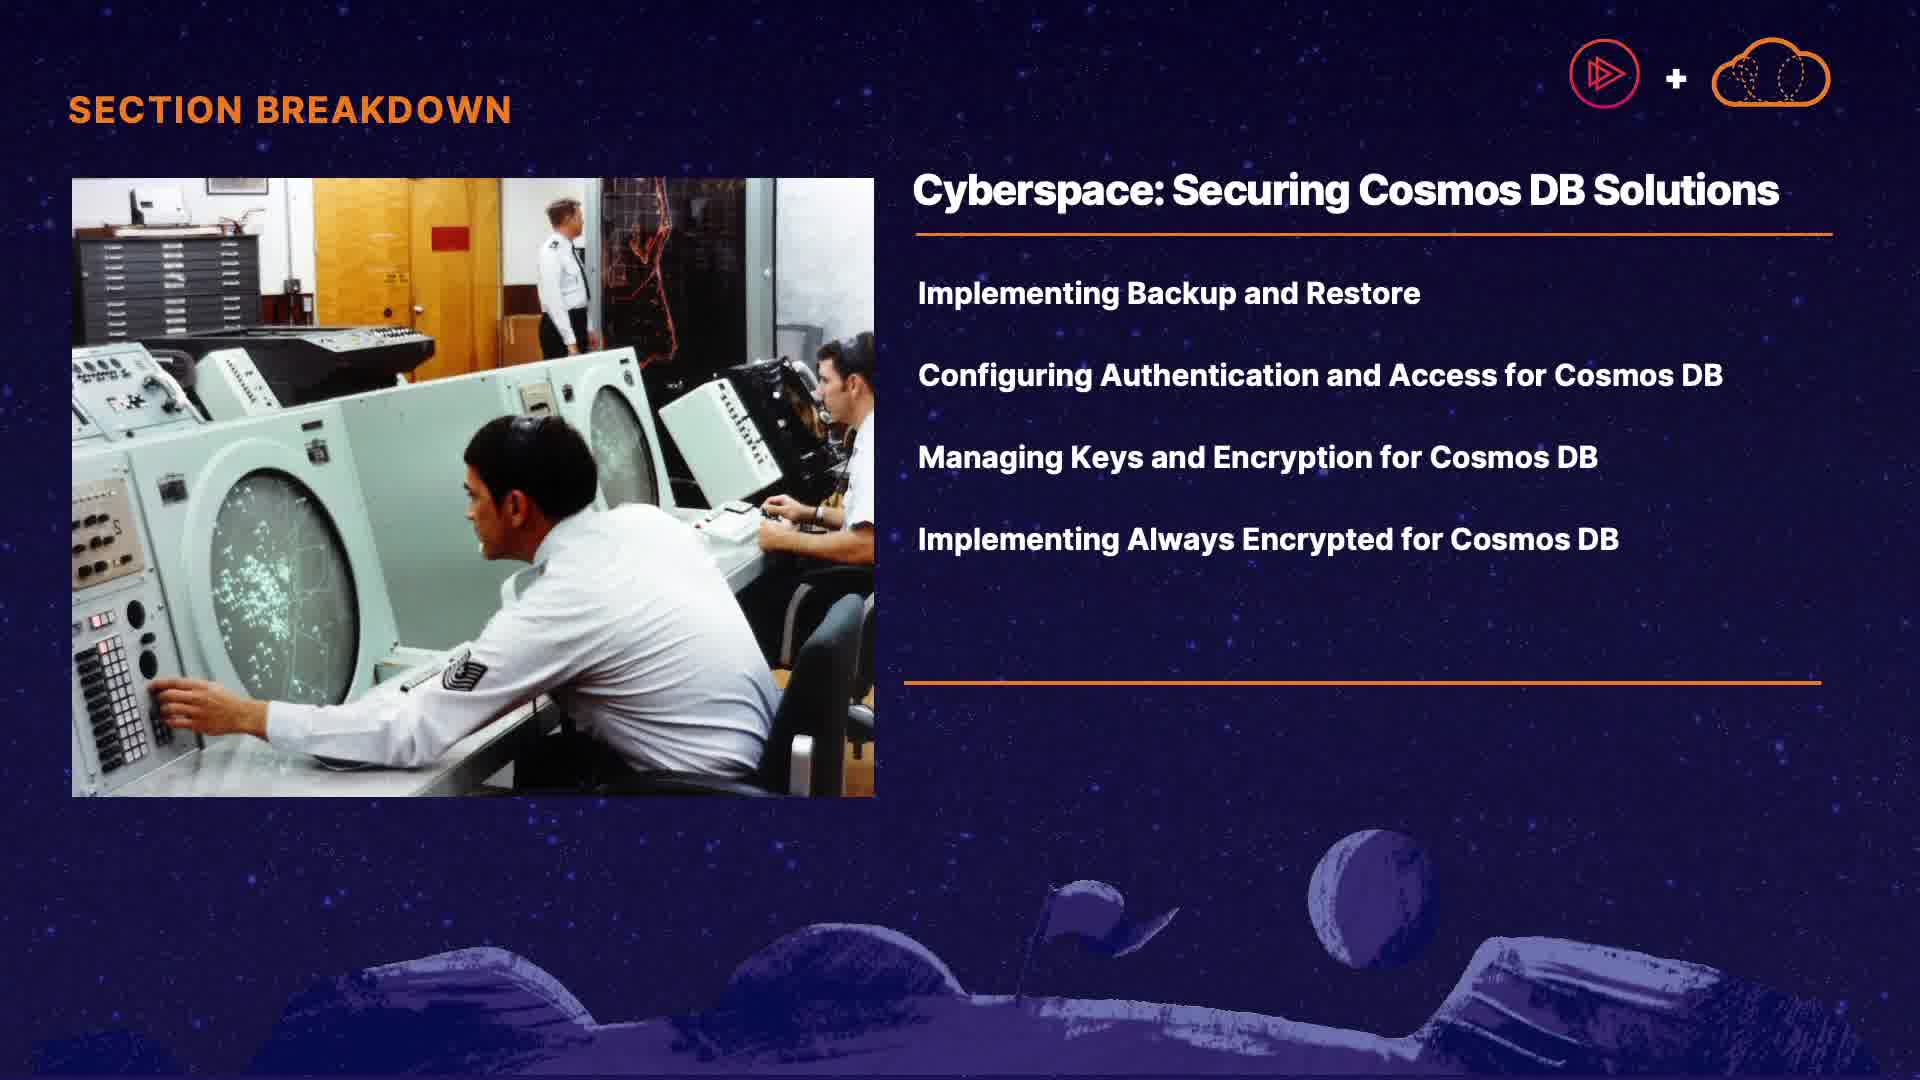 SECTION BREAKDOWN
Cyberspace: Securing Cosmos DB Solutions
Implementing Backup and Restore
Configuring Authentication and Access for Cosmos DB
Managing Keys and Encryption for Cosmos DB
Implementing Always Encrypted for Cosmos DB